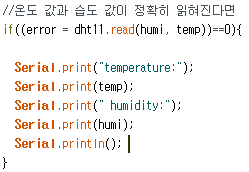 //온도 값과 습도 값이 정확히 읽혀진다면
if((error = dht11.read(humi, temp))==0){
Serial.print("temperature:");
Serial.print(temp);
Serial.print(" humidity:");
Serial.print(humi);
Serial.println();
}